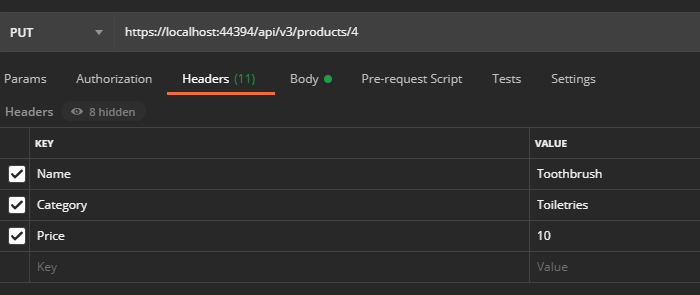 PUT https://localhost:44394/api/v3/products/4
Params Authorization Headers (11) Body Pre-request Script Tests Settings
Headers 8 hidden
KEY VALUE
Name Toothbrush
Category Toiletries
Price 10
Key Value